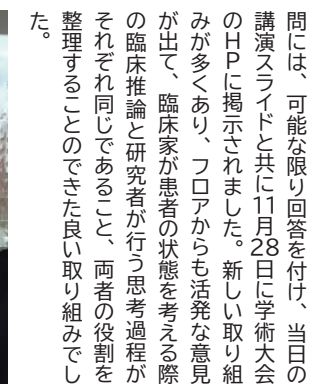 問には、可能な限り回答を付け、当日の
講演スライドと共に11月28日に学術大会
のHPに掲示されました。新しい取り組
みが多くあり、フロアからも活発な意見
が出て、臨床家が患者の状態を考える際
の臨床推論と研究者が行う思考過程が
それぞれ同じであること、両者の役割を
整理することのできた良い取り組みでし
た。